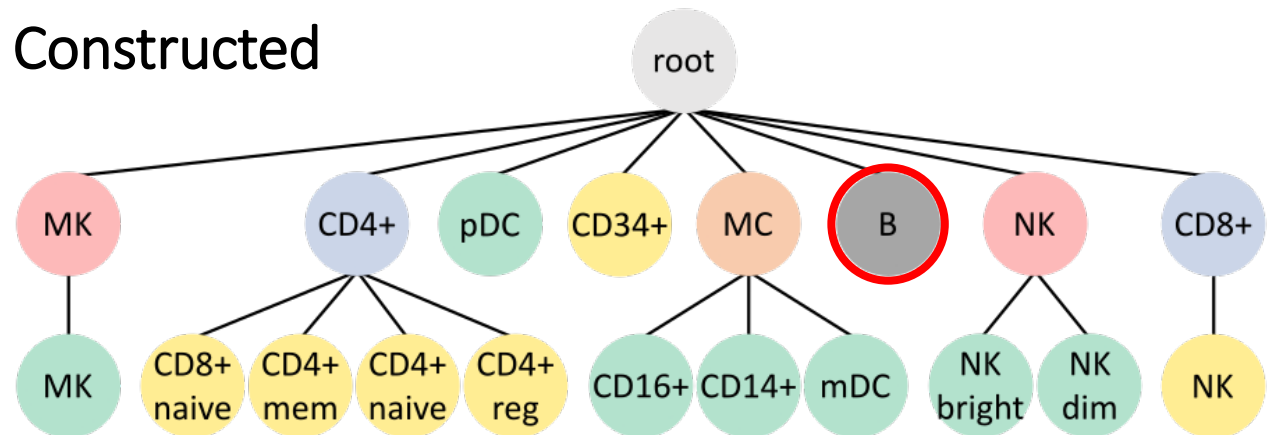 Constructed
root
MK
CD4+
pDC
CD34+
MC
B
NK
CD8+
MK
CD8+
naive
CD4+
mem
CD4+
naive
CD4+
reg
CD16+
CD14+
mDC
NK
bright
NK
dim
NK